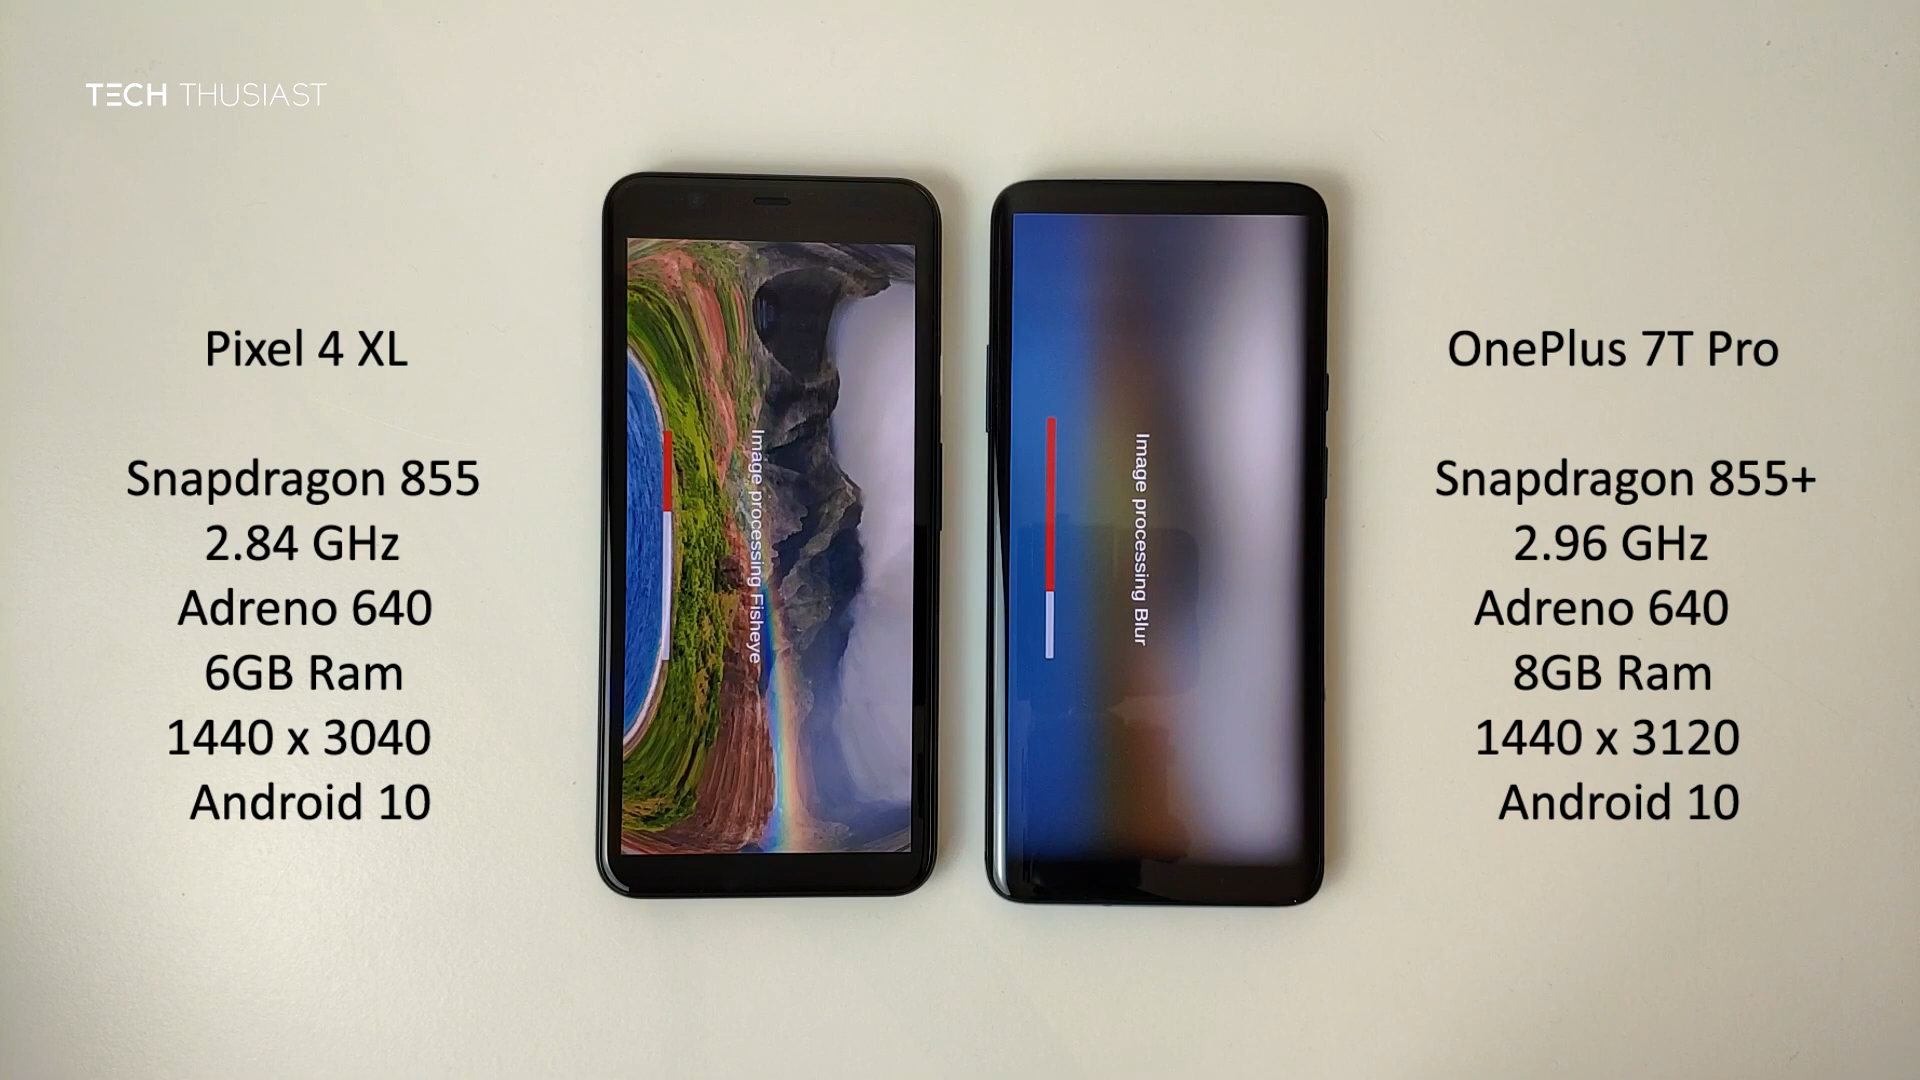 TECH THUSIAST
Pixel 4 XL
Snapdragon 855
2.84 GHz
Adreno 640
6GB Ram
1440 x 3040
Android 10
Image processing Fisheye
Image processing Blur
OnePlus 7T Pro
Snapdragon 855+
2.96 GHz
Adreno 640
8GB Ram
1440 x 3120
Android 10